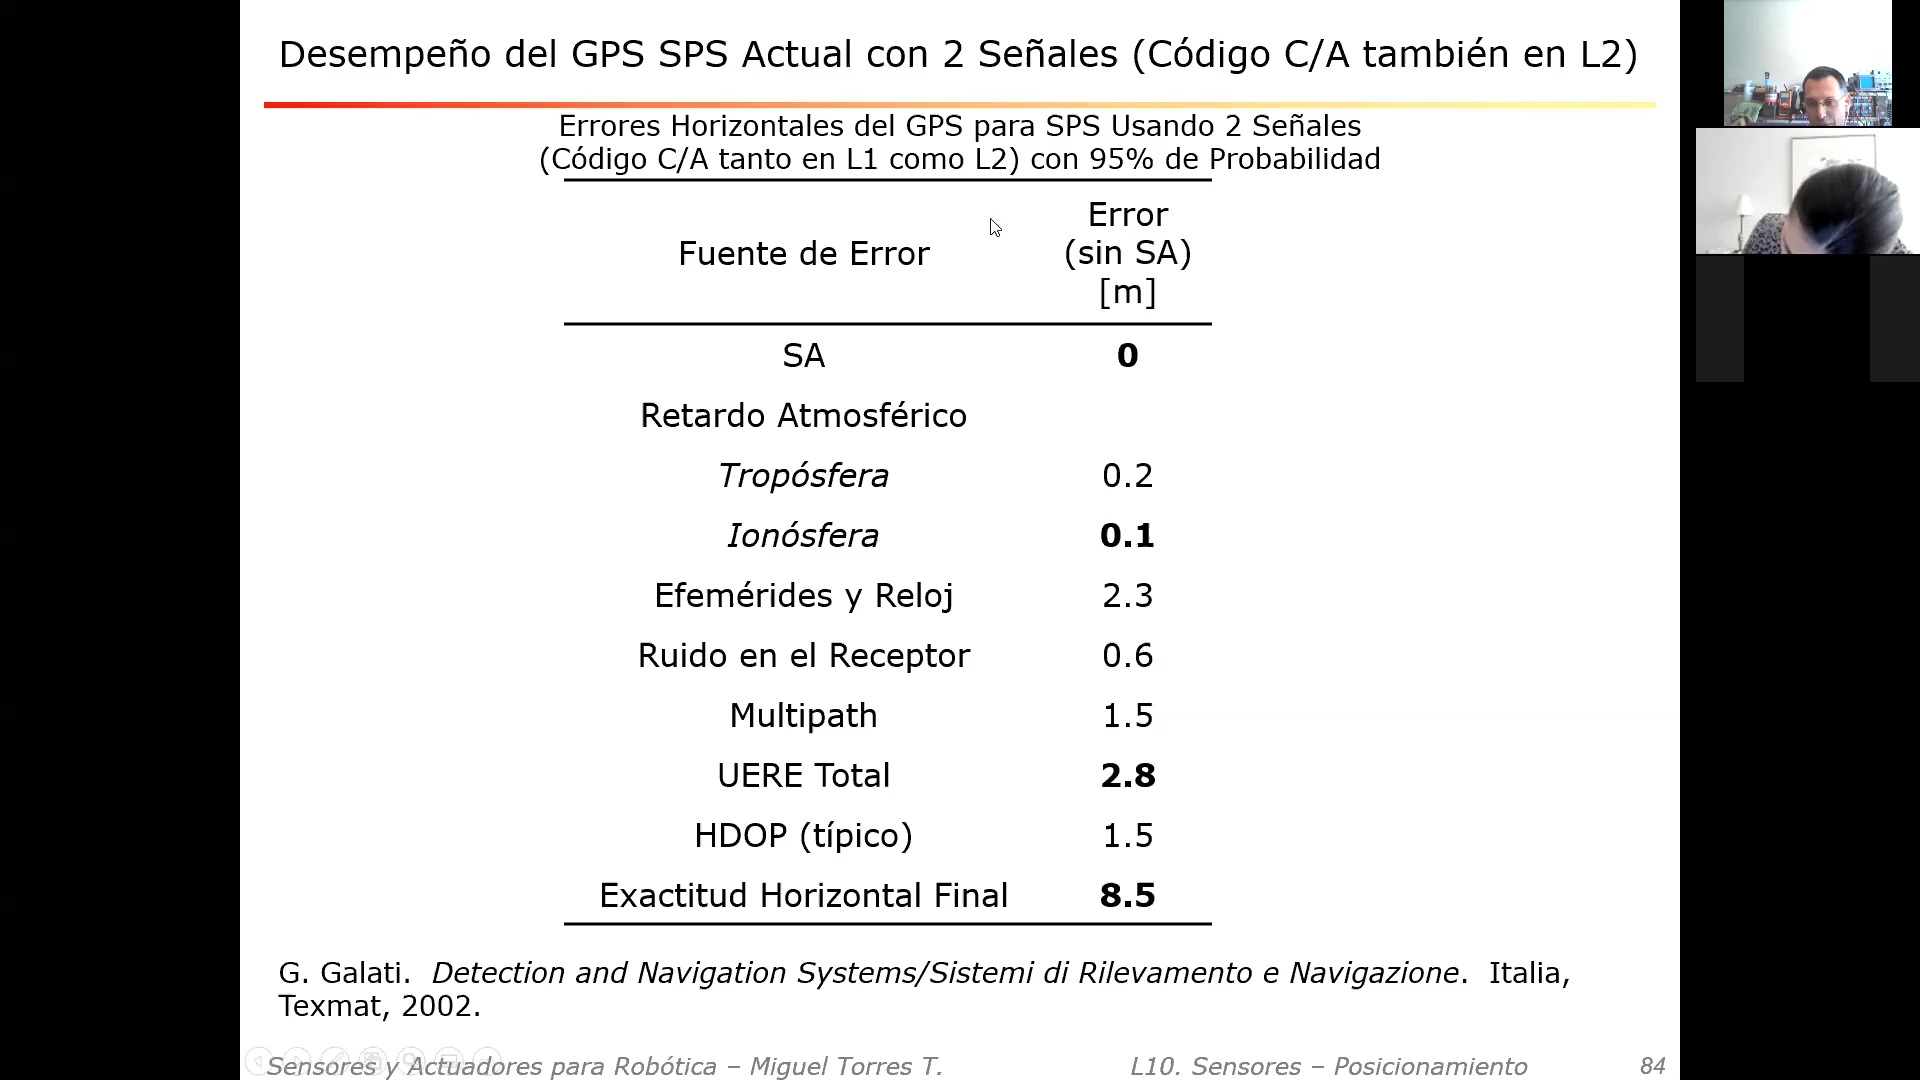 Desempeño del GPS SPS Actual con 2 Señales (Código C/A también en L2)
Errores Horizontales del GPS para SPS Usando 2 Señales
(Código C/A tanto en L1 como L2) con 95% de Probabilidad
Fuente de Error
Error
(sin SA)
[m]
SA 0
Retardo Atmosférico
Tropósfera 0.2
Ionósfera 0.1
Efemérides y Reloj 2.3
Ruido en el Receptor 0.6
Multipath 1.5
UERE Total 2.8
HDOP (típico) 1.5
Exactitud Horizontal Final 8.5
G. Galati. Detection and Navigation Systems/Sistemi di Rilevamento e Navigazione. Italia,
Texmat, 2002.
Sensores y Actuadores para Robótica – Miguel Torres T. L10. Sensores – Posicionamiento 84